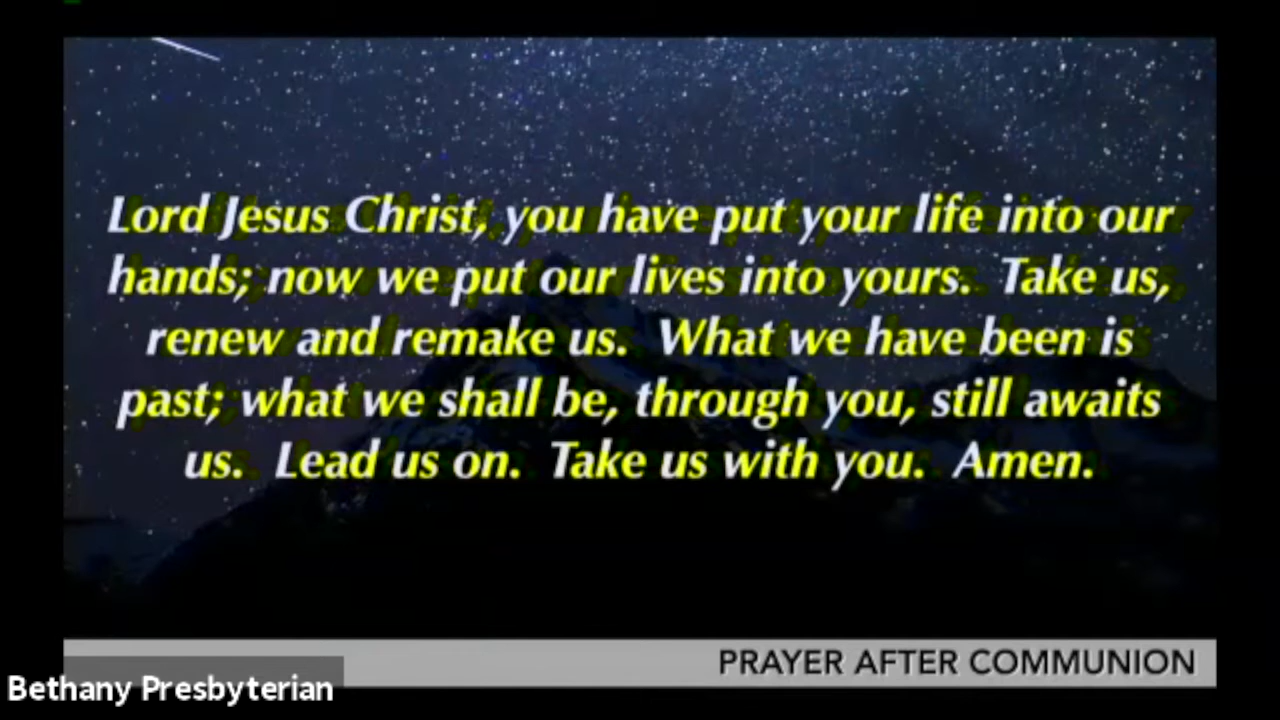 Lord Jesus Christ, you have put your life into our
hands; now we put our lives into yours.  Take us,
renew and remake us.  What we have been is
past; what we shall be, through you, still awaits
us.  Lead us on.  Take us with you.  Amen.
PRAYER AFTER COMMUNION
Bethany Presbyterian